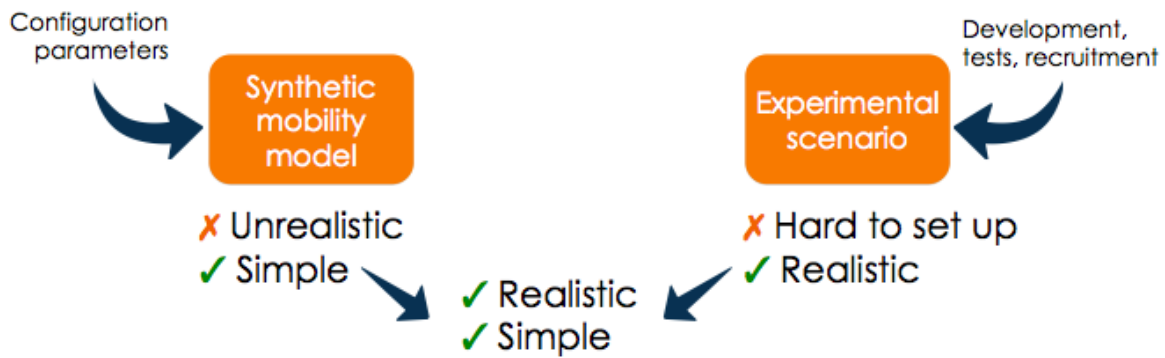 Configuration
parameters
Synthetic
mobility
model
✗ Unrealistic
✓ Simple
Development,
tests, recruitment
Experimental
scenario
✗ Hard to set up
✓ Realistic
✓ Realistic
✓ Simple